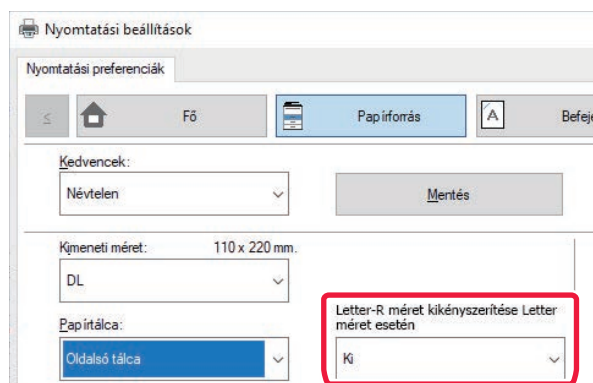 Nyomtatási beállítások
Nyomtatási preferenciák
< Fő Papírforrás A Befeje
Kedvencek:
Névtelen Mentés
Kimeneti méret: 110 x 220 mm.
DL
Papírtálca: Letter-R méret kikényszerítése Letter
méret esetén
Oldalsó tálca Ki